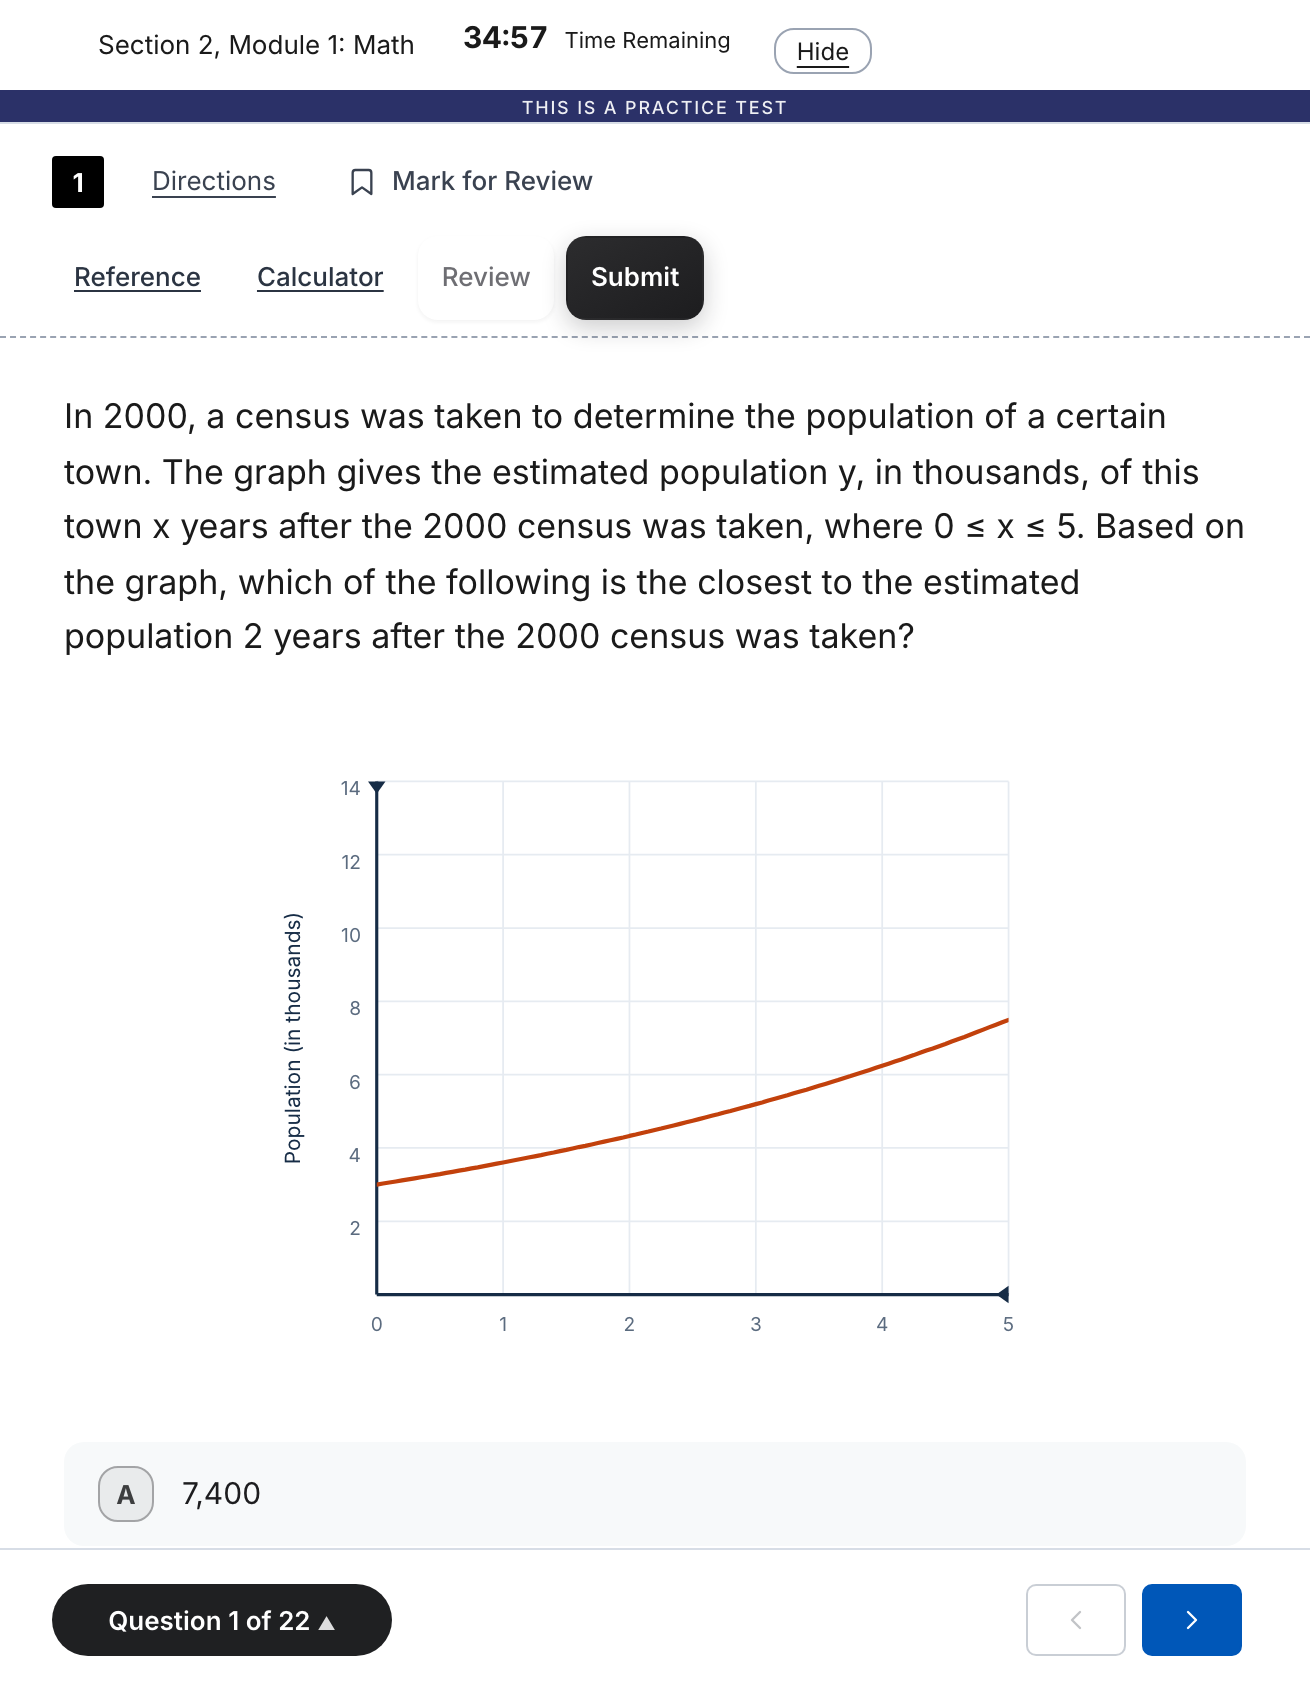 Section 2, Module 1: Math
34:57 Time Remaining
Hide
THIS IS A PRACTICE TEST
1
Directions
Mark for Review
Reference
Calculator
Review
Submit
In 2000, a census was taken to determine the population of a certain
town. The graph gives the estimated population y, in thousands, of this
town x years after the 2000 census was taken, where 0 ≤ x ≤ 5. Based on
the graph, which of the following is the closest to the estimated
population 2 years after the 2000 census was taken?
Population (in thousands)
14
12
10
8
6
4
2
0 1 2 3 4 5
A 7,400
Question 1 of 22 ▲